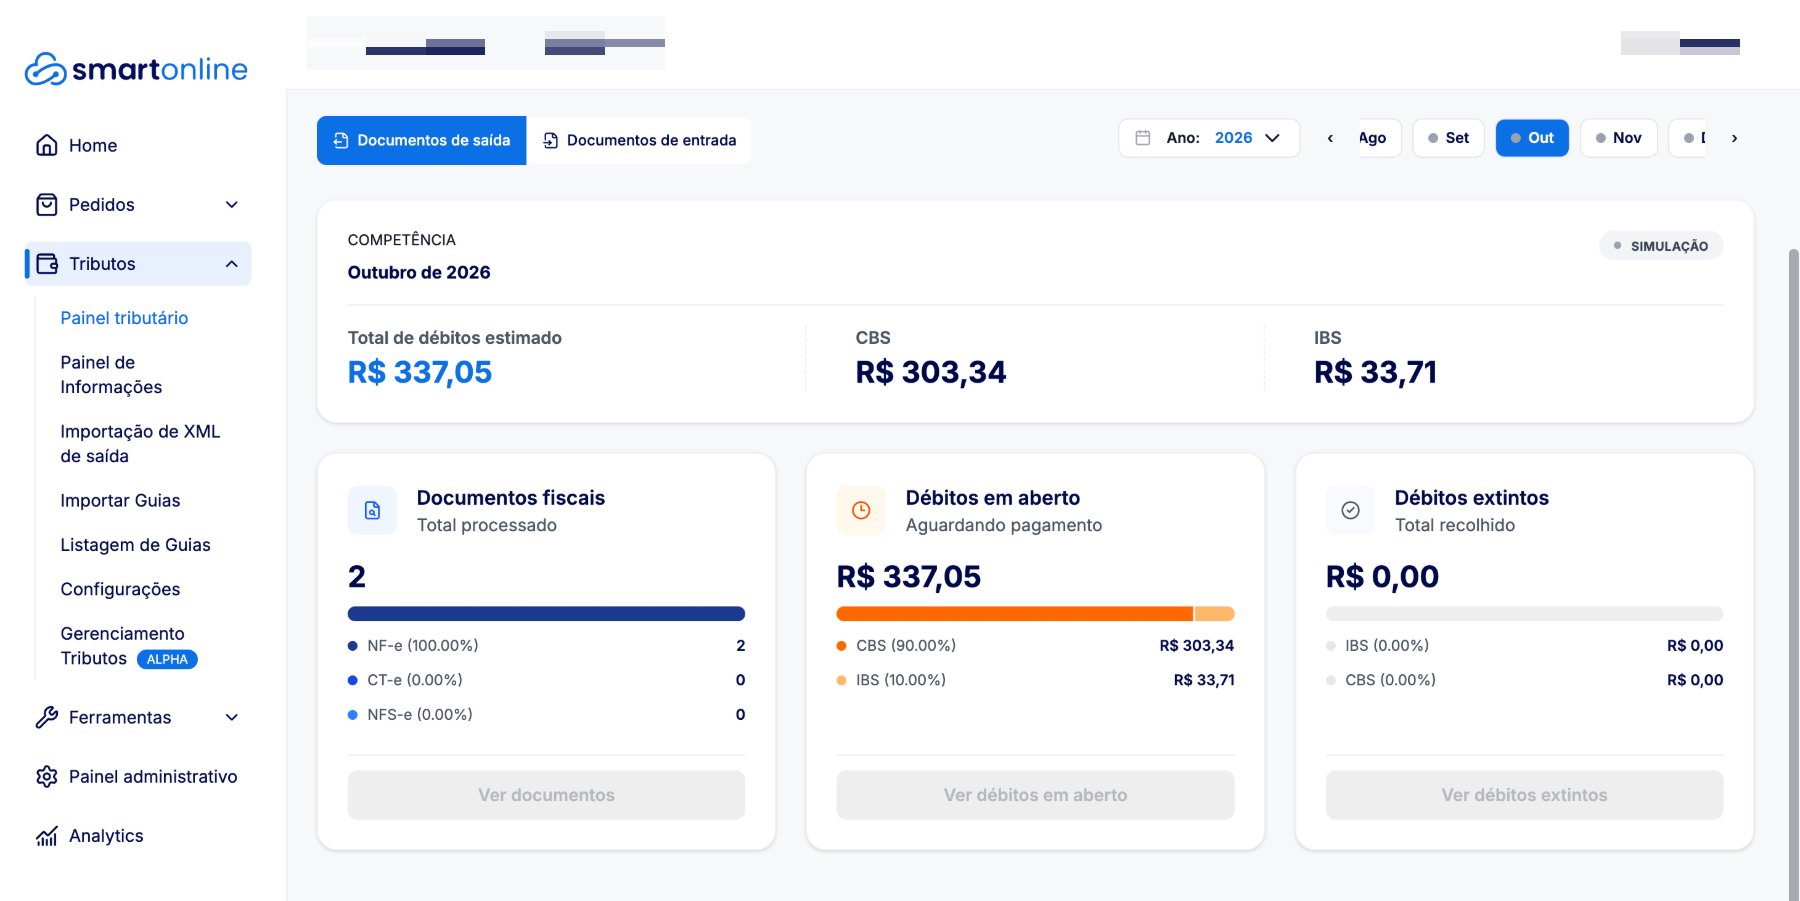 smartonline
Home
Pedidos
Tributos
Painel tributário
Painel de
Informações
Importação de XML
de saída
Importar Guias
Listagem de Guias
Configurações
Gerenciamento
Tributos ALPHA
Ferramentas
Painel administrativo
Analytics
Documentos de saída
Documentos de entrada
Ano: 2026
‹ Ago Set Out Nov ›
COMPETÊNCIA
Outubro de 2026
SIMULAÇÃO
Total de débitos estimado
R$ 337,05
CBS
R$ 303,34
IBS
R$ 33,71
Documentos fiscais
Total processado
2
NF-e (100.00%) 2
CT-e (0.00%) 0
NFS-e (0.00%) 0
Ver documentos
Débitos em aberto
Aguardando pagamento
R$ 337,05
CBS (90.00%) R$ 303,34
IBS (10.00%) R$ 33,71
Ver débitos em aberto
Débitos extintos
Total recolhido
R$ 0,00
IBS (0.00%) R$ 0,00
CBS (0.00%) R$ 0,00
Ver débitos extintos